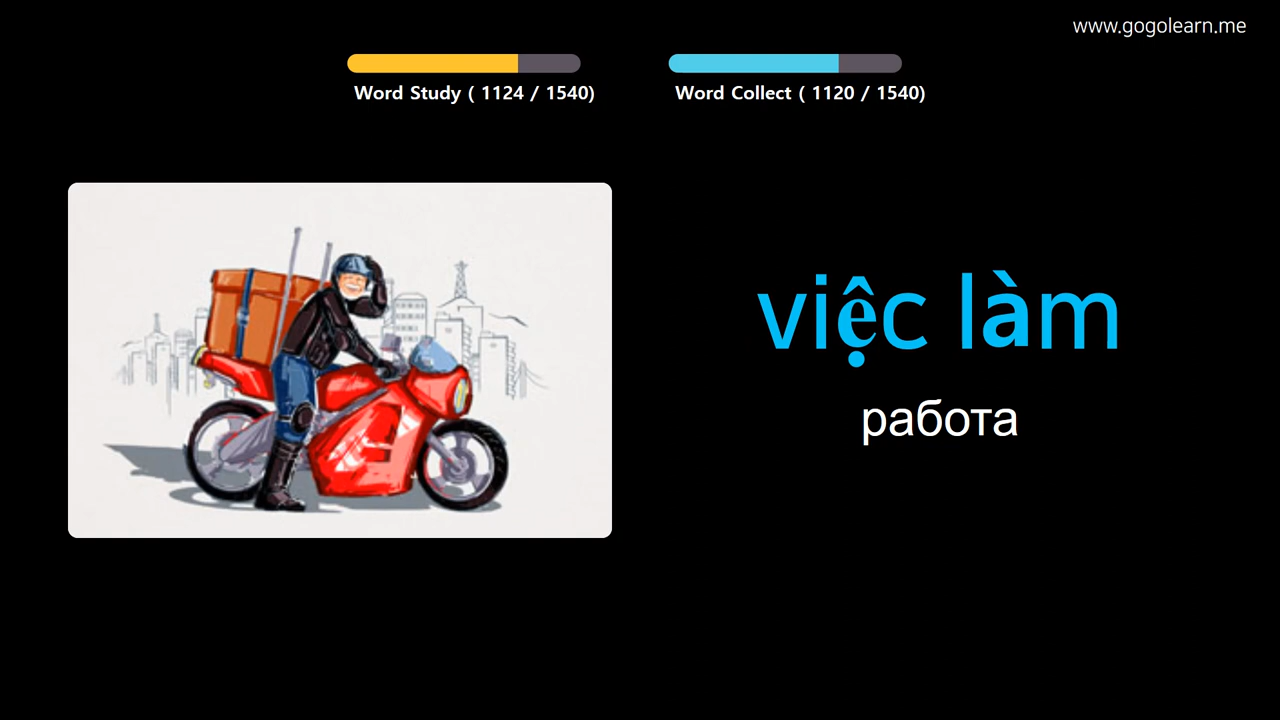 www.gogolearn.me
Word Study ( 1124 / 1540)
Word Collect ( 1120 / 1540)
việc làm
работа